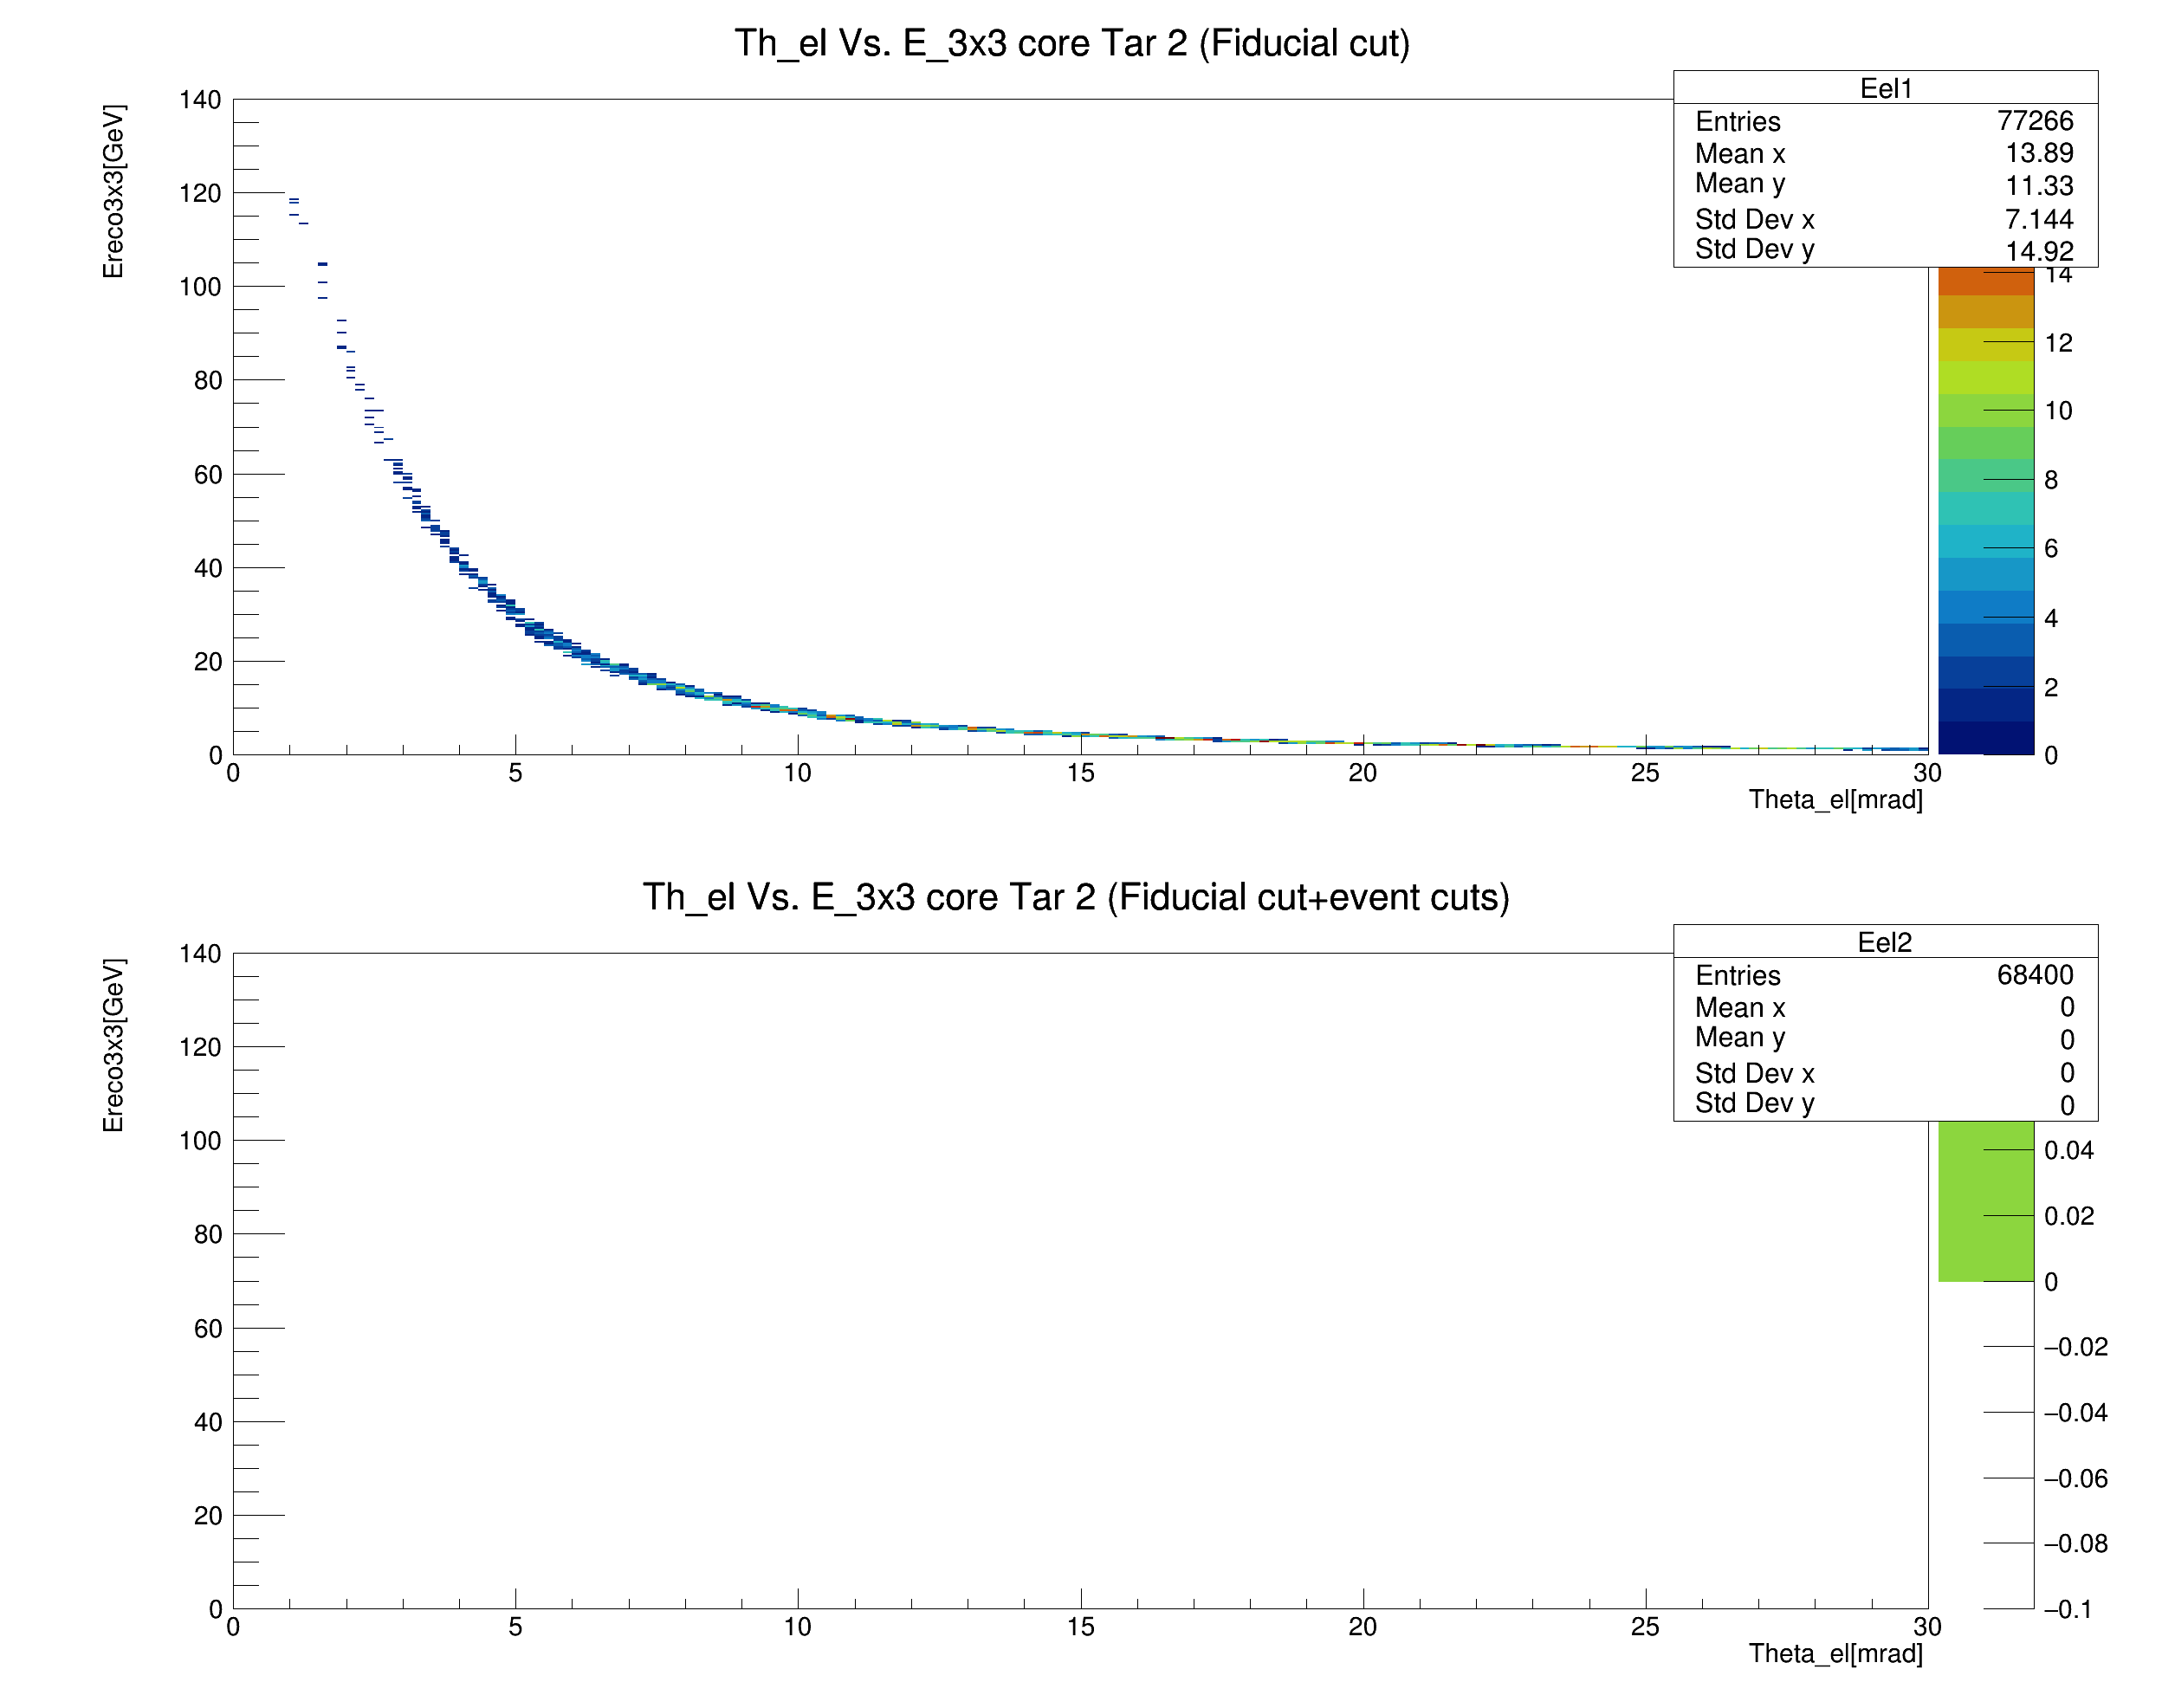 Th_el Vs. E_3x3 core Tar 2 (Fiducial cut)
Eel1
Entries 77266
Mean x 13.89
Mean y 11.33
Std Dev x 7.144
Std Dev y 14.92
Ereco3x3[GeV]
140
120
100
80
60
40
20
0
0 5 10 15 20 25 30
Theta_el[mrad]
14
12
10
8
6
4
2
0
Th_el Vs. E_3x3 core Tar 2 (Fiducial cut+event cuts)
Eel2
Entries 68400
Mean x 0
Mean y 0
Std Dev x 0
Std Dev y 0
Ereco3x3[GeV]
140
120
100
80
60
40
20
0
0 5 10 15 20 25 30
Theta_el[mrad]
0.04
0.02
0
−0.02
−0.04
−0.06
−0.08
−0.1